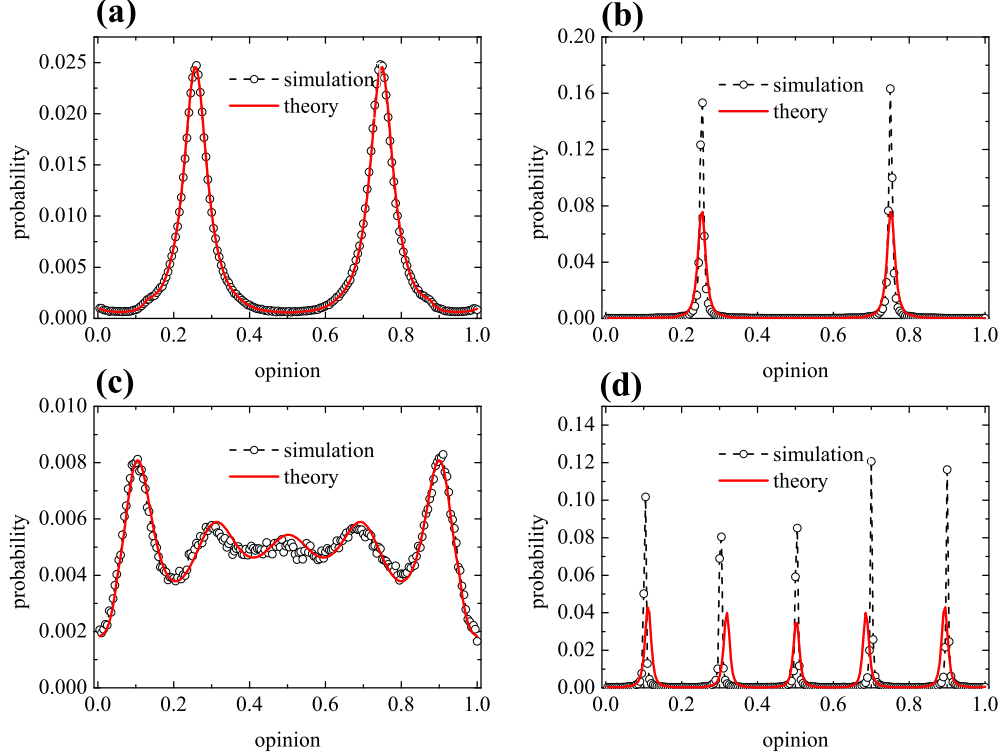 (a)
0.025
0.020
0.015
0.010
0.005
0.000
probability
simulation
theory
0.0 0.2 0.4 0.6 0.8 1.0
opinion
(b)
0.20
0.16
0.12
0.08
0.04
0.00
probability
simulation
theory
0.0 0.2 0.4 0.6 0.8 1.0
opinion
(c)
0.010
0.008
0.006
0.004
0.002
0.000
probability
simulation
theory
0.0 0.2 0.4 0.6 0.8 1.0
opinion
(d)
0.14
0.12
0.10
0.08
0.06
0.04
0.02
0.00
probability
simulation
theory
0.0 0.2 0.4 0.6 0.8 1.0
opinion